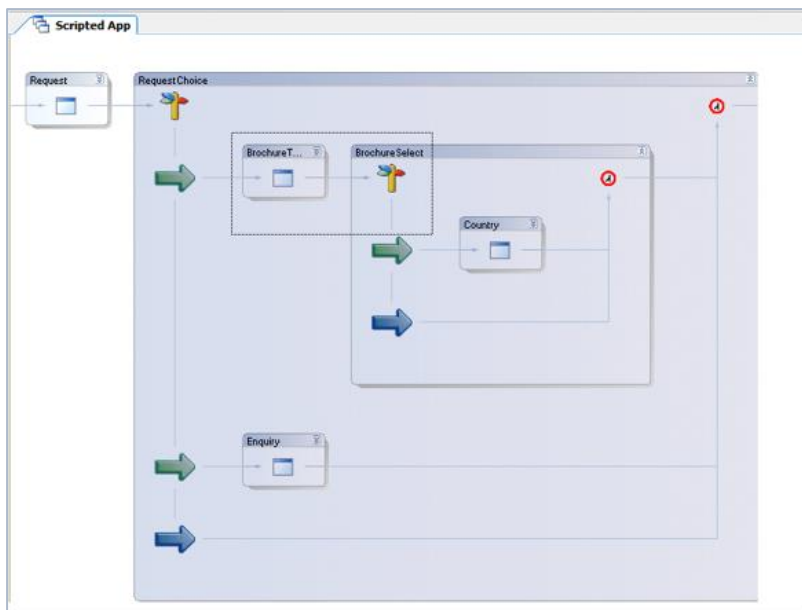 Scripted App
Request
RequestChoice
BrochureT...
BrochureSelect
Country
Enquiry